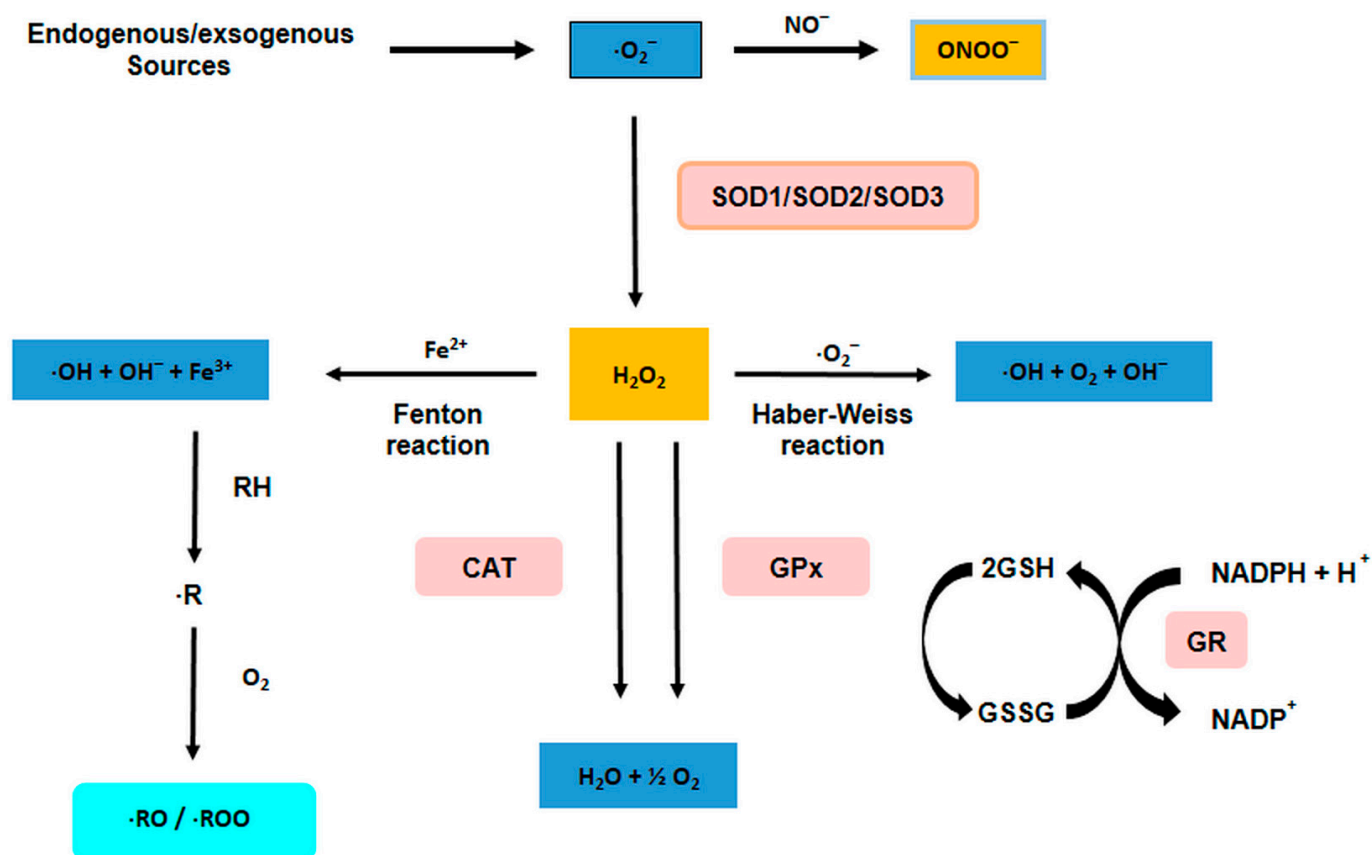 Endogenous/exsogenous
Sources
·O₂⁻
NO⁻
ONOO⁻
SOD1/SOD2/SOD3
·OH + OH⁻ + Fe³⁺
Fe²⁺
Fenton
reaction
H₂O₂
·O₂⁻
Haber-Weiss
reaction
·OH + O₂ + OH⁻
RH
·R
O₂
·RO / ·ROO
CAT
GPx
H₂O + ½ O₂
2GSH
GSSG
NADPH + H⁺
GR
NADP⁺